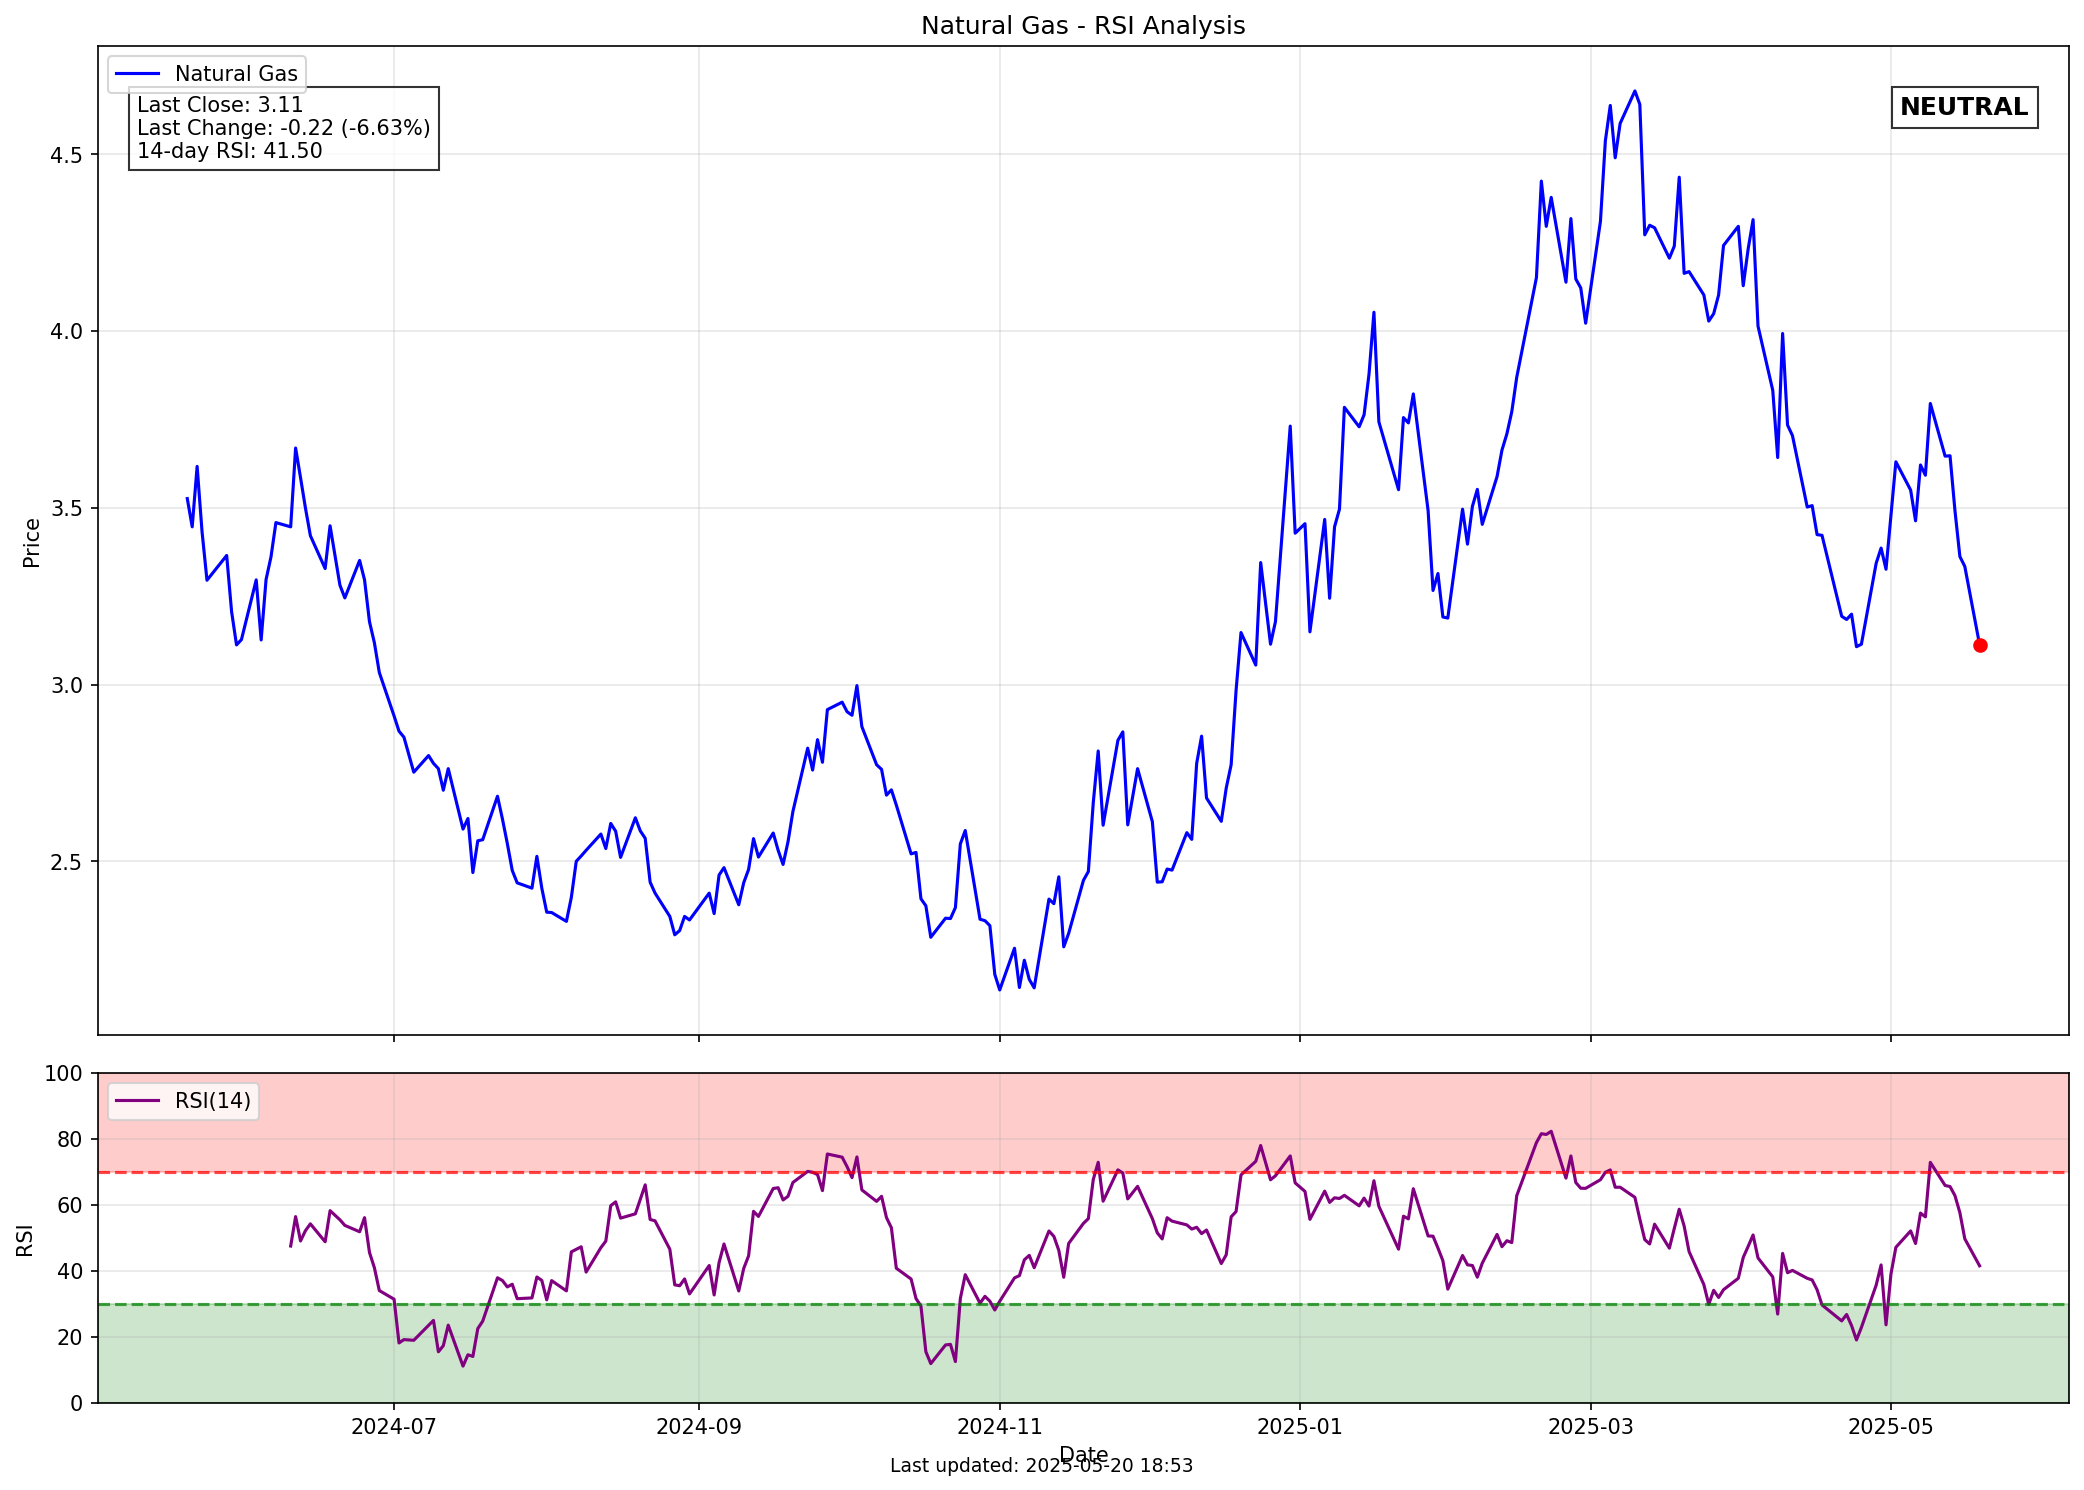 Natural Gas - RSI Analysis
Natural Gas
Last Close: 3.11
Last Change: -0.22 (-6.63%)
14-day RSI: 41.50
NEUTRAL
4.5
4.0
3.5
3.0
2.5
Price
RSI(14)
100
80
60
40
20
0
RSI
2024-07
2024-09
2024-11
2025-01
2025-03
2025-05
Date
Last updated: 2025-05-20 18:53